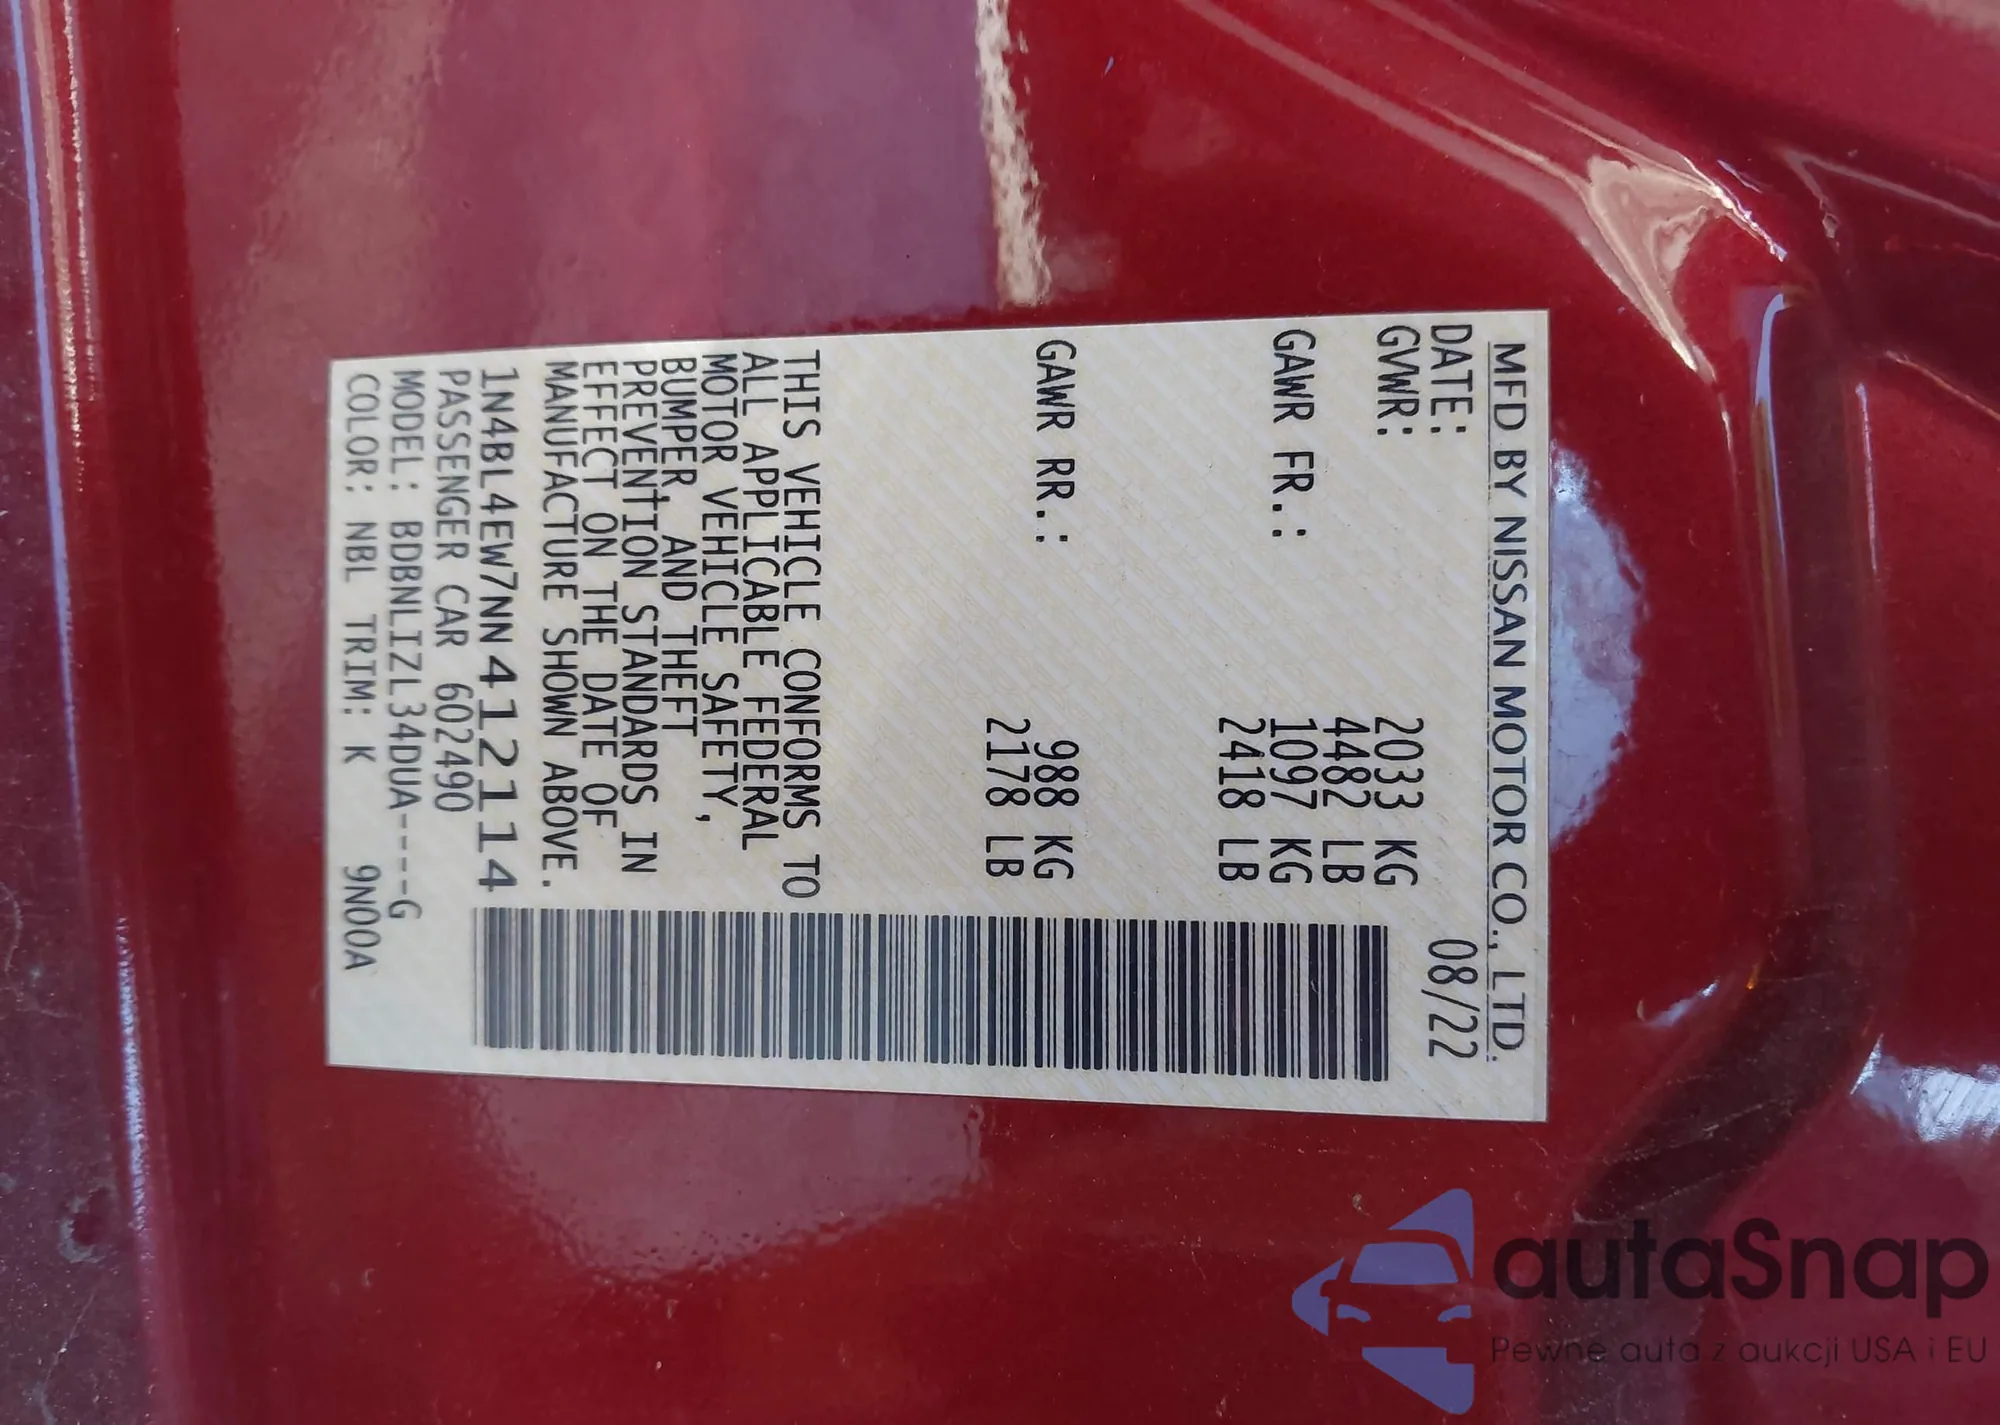 MFD BY NISSAN MOTOR CO., LTD.
DATE: 08/22
GVWR: 2033 KG
4482 LB
GAWR FR.: 1097 KG
2418 LB
GAWR RR.: 988 KG
2178 LB
THIS VEHICLE CONFORMS TO
ALL APPLICABLE FEDERAL
MOTOR VEHICLE SAFETY,
BUMPER, AND THEFT
PREVENTION STANDARDS IN
EFFECT ON THE DATE OF
MANUFACTURE SHOWN ABOVE.
1N4BL4EW7NN412114
PASSENGER CAR 602490
MODEL: BDBNLIZL34DUA----G
COLOR: NBL TRIM: K 9N00A
autaSnap
Pewne auta z aukcji USA i EU